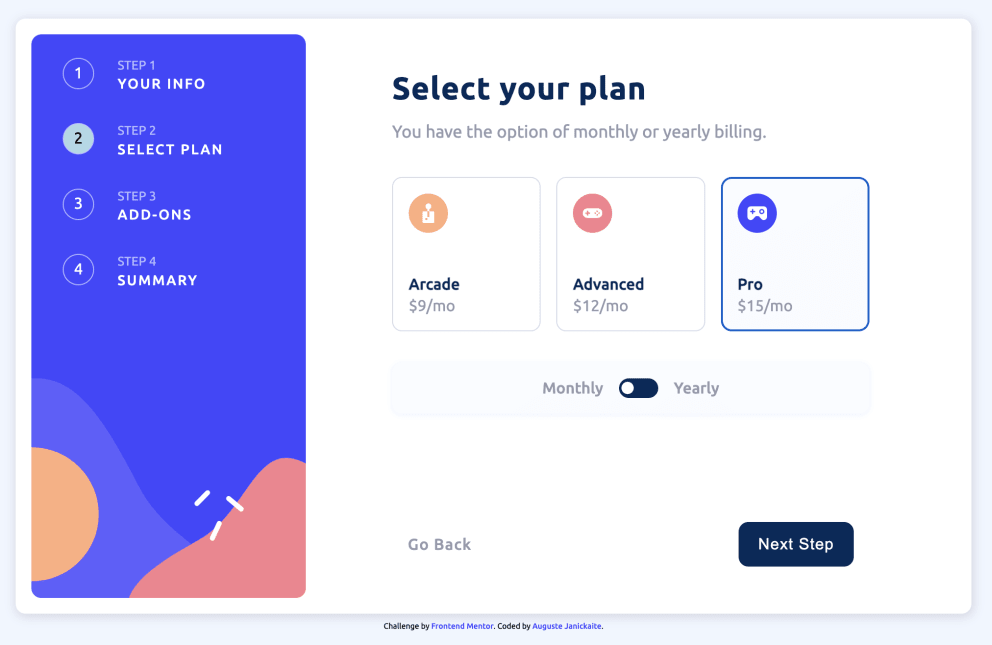 1
STEP 1
YOUR INFO
2
STEP 2
SELECT PLAN
3
STEP 3
ADD-ONS
4
STEP 4
SUMMARY
Select your plan
You have the option of monthly or yearly billing.
Arcade
$9/mo
Advanced
$12/mo
Pro
$15/mo
Monthly Yearly
Go Back
Next Step
Challenge by Frontend Mentor. Coded by Auguste Janickaite.